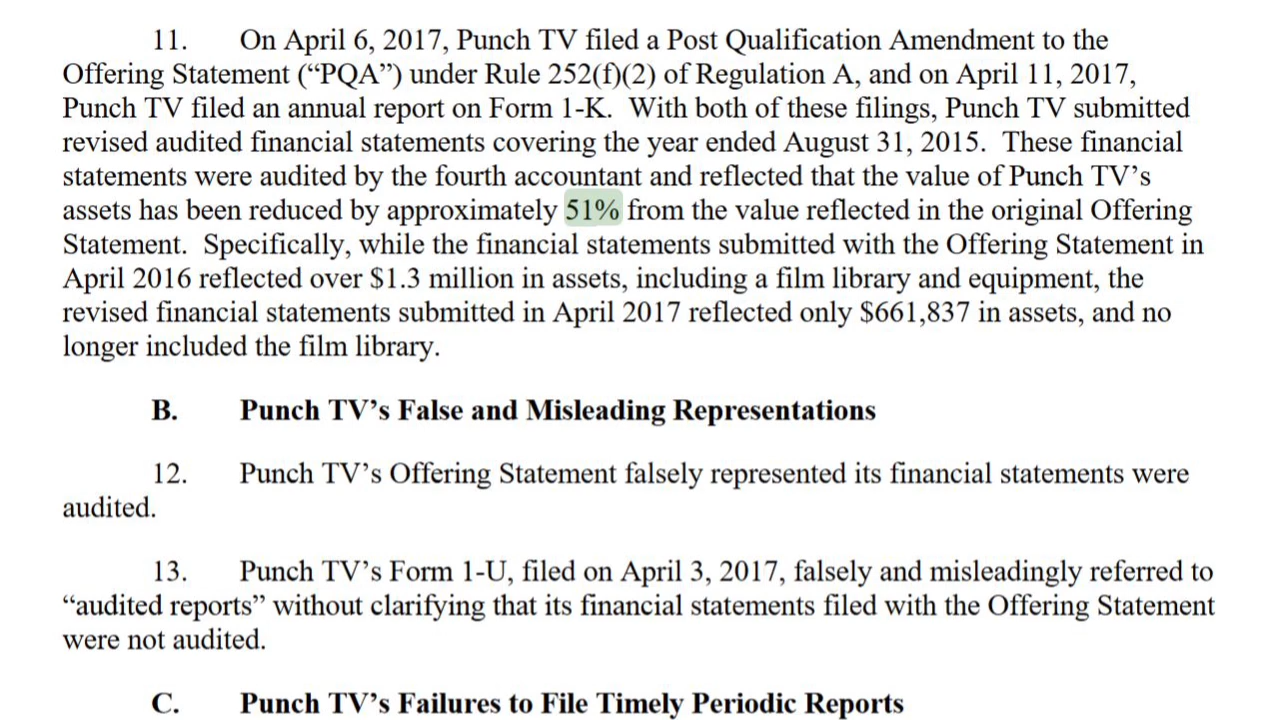 11. On April 6, 2017, Punch TV filed a Post Qualification Amendment to the
Offering Statement (“PQA”) under Rule 252(f)(2) of Regulation A, and on April 11, 2017,
Punch TV filed an annual report on Form 1-K. With both of these filings, Punch TV submitted
revised audited financial statements covering the year ended August 31, 2015. These financial
statements were audited by the fourth accountant and reflected that the value of Punch TV’s
assets has been reduced by approximately 51% from the value reflected in the original Offering
Statement. Specifically, while the financial statements submitted with the Offering Statement in
April 2016 reflected over $1.3 million in assets, including a film library and equipment, the
revised financial statements submitted in April 2017 reflected only $661,837 in assets, and no
longer included the film library.
B. Punch TV’s False and Misleading Representations
12. Punch TV’s Offering Statement falsely represented its financial statements were
audited.
13. Punch TV’s Form 1-U, filed on April 3, 2017, falsely and misleadingly referred to
“audited reports” without clarifying that its financial statements filed with the Offering Statement
were not audited.
C. Punch TV’s Failures to File Timely Periodic Reports